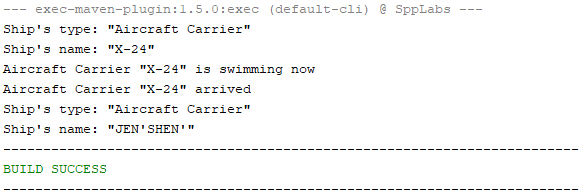 --- exec-maven-plugin:1.5.0:exec (default-cli) @ SppLabs ---
Ship's type: "Aircraft Carrier"
Ship's name: "X-24"
Aircraft Carrier "X-24" is swimming now
Aircraft Carrier "X-24" arrived
Ship's type: "Aircraft Carrier"
Ship's name: "JEN'SHEN'"
------------------------------------------------------------------------
BUILD SUCCESS
------------------------------------------------------------------------